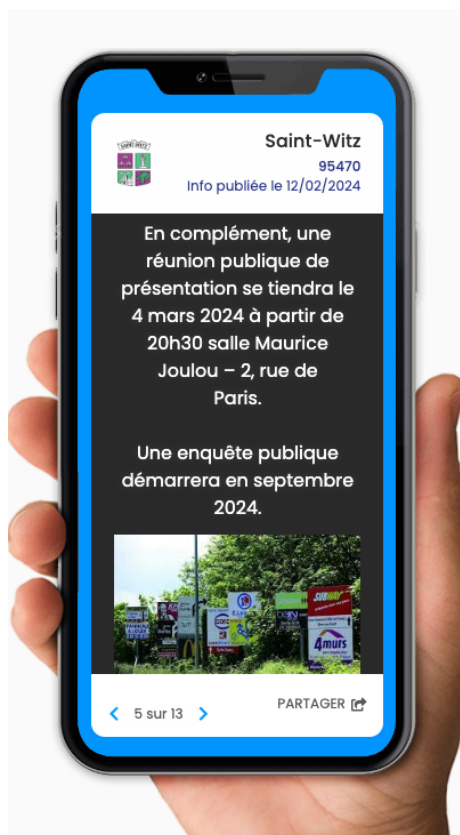 SAINT-WITZ
Saint-Witz
95470
Info publiée le 12/02/2024
En complément, une
réunion publique de
présentation se tiendra le
4 mars 2024 à partir de
20h30 salle Maurice
Joulou – 2, rue de
Paris.
Une enquête publique
démarrera en septembre
2024.
SUBWAY
4murs
5 sur 13
PARTAGER